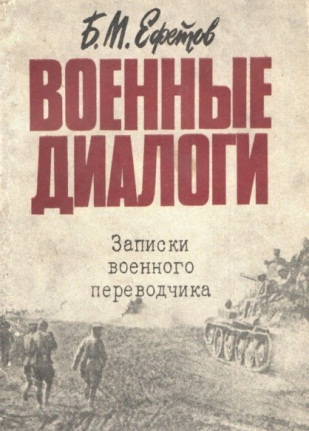 Б. М. Ефетов
ВОЕННЫЕ
ДИАЛОГИ
Записки
военного
переводчика